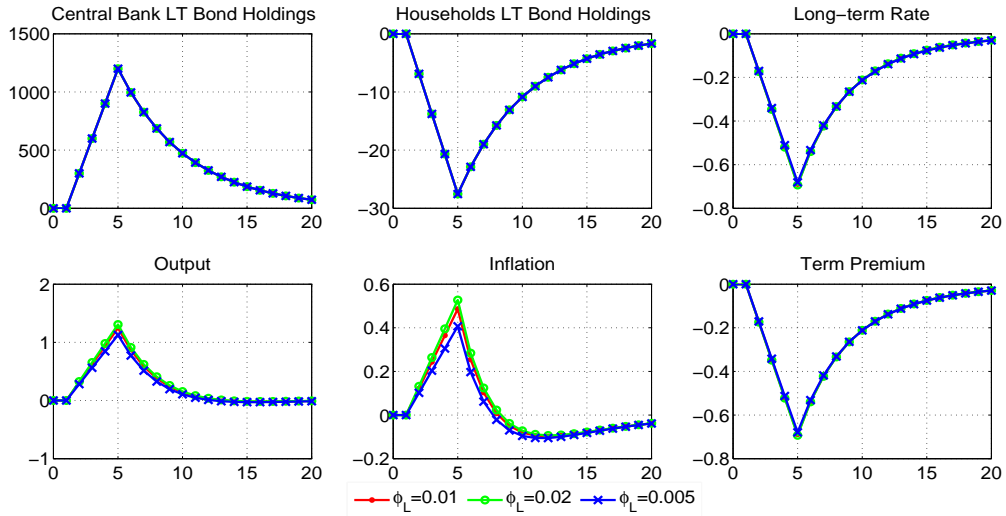 Central Bank LT Bond Holdings
1500
1000
500
0
0 5 10 15 20
Households LT Bond Holdings
0
−10
−20
−30
0 5 10 15 20
Long−term Rate
0
−0.2
−0.4
−0.6
−0.8
0 5 10 15 20
Output
2
1
0
−1
0 5 10 15 20
Inflation
0.6
0.4
0.2
0
0.2
0 5 10 15 20
Term Premium
0
−0.2
−0.4
−0.6
−0.8
0 5 10 15 20
ϕ_L=0.01 ϕ_L=0.02 ϕ_L=0.005